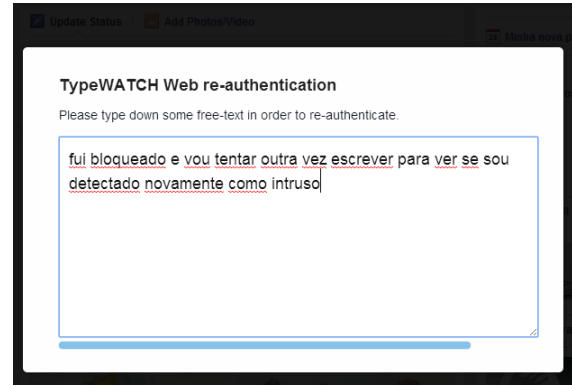 Update Status
Add Photos/Video
Minha nova p
TypeWATCH Web re-authentication
Please type down some free-text in order to re-authenticate.
fui bloqueado e vou tentar outra vez escrever para ver se sou
detectado novamente como intruso